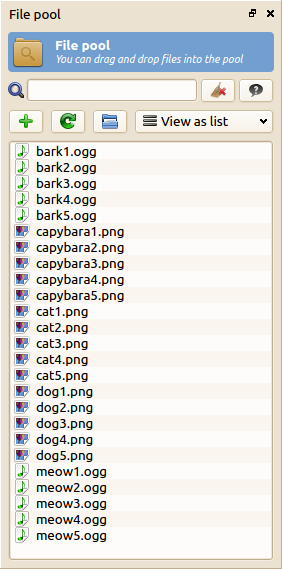 File pool
File pool
You can drag and drop files into the pool
View as list
bark1.ogg
bark2.ogg
bark3.ogg
bark4.ogg
bark5.ogg
capybara1.png
capybara2.png
capybara3.png
capybara4.png
capybara5.png
cat1.png
cat2.png
cat3.png
cat4.png
cat5.png
dog1.png
dog2.png
dog3.png
dog4.png
dog5.png
meow1.ogg
meow2.ogg
meow3.ogg
meow4.ogg
meow5.ogg